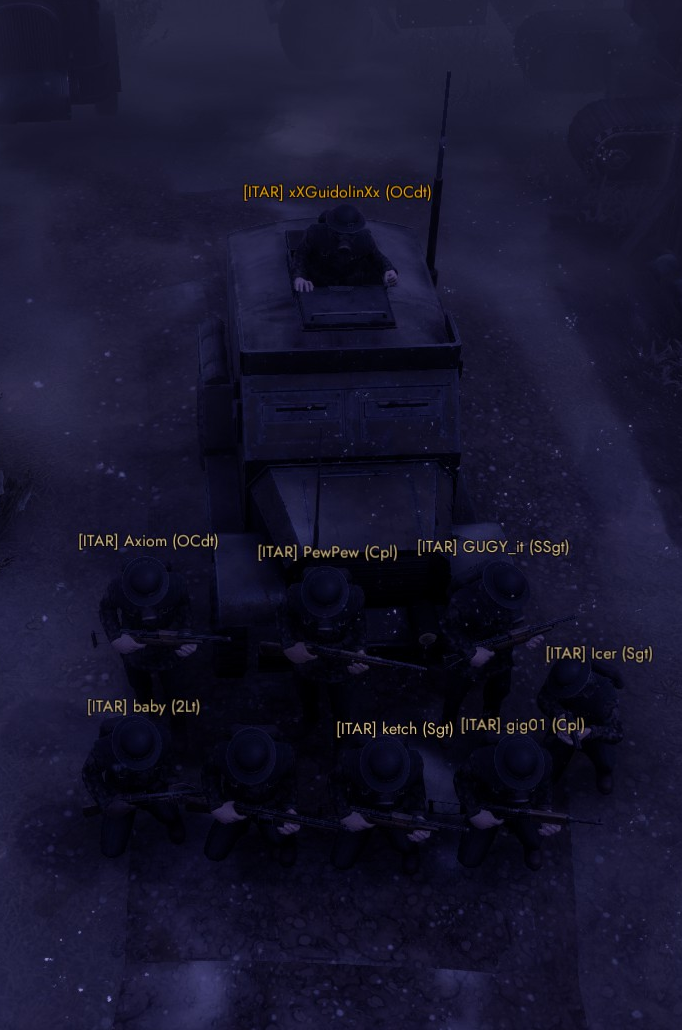 [ITAR] xXGuidolinXx (OCdt)
[ITAR] Axiom (OCdt)
[ITAR] PewPew (Cpl)
[ITAR] GUGY_it (SSgt)
[ITAR] Icer (Sgt)
[ITAR] baby (2Lt)
[ITAR] ketch (Sgt)
[ITAR] gig01 (Cpl)